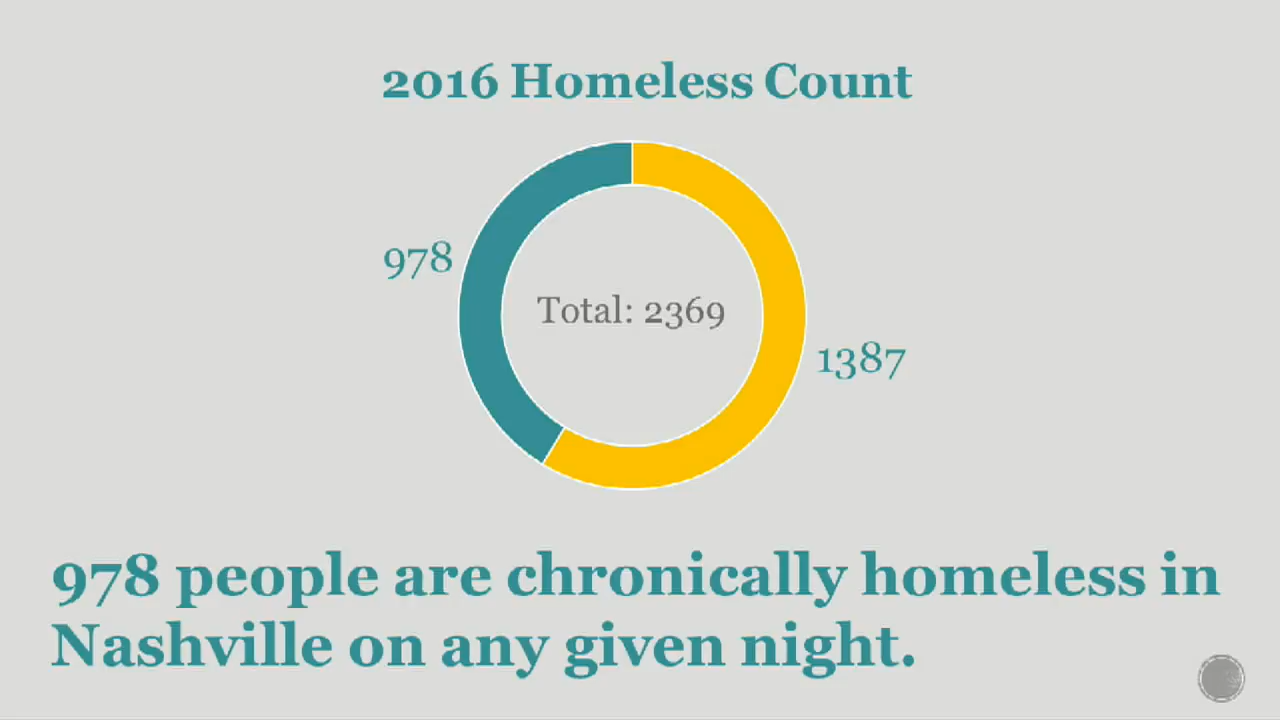 2016 Homeless Count
978
Total: 2369
1387
978 people are chronically homeless in
Nashville on any given night.